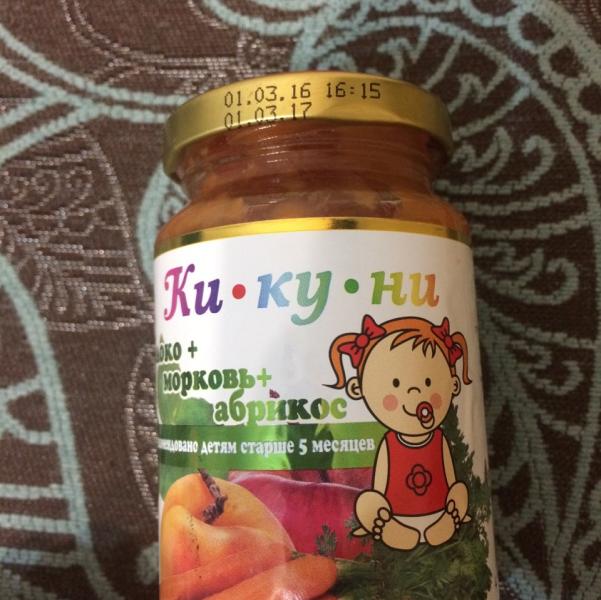 01.03.16 16:15
01.03.17
Ки•ку•ни
+
морковь+
абрикос
детям старше 5 месяцев